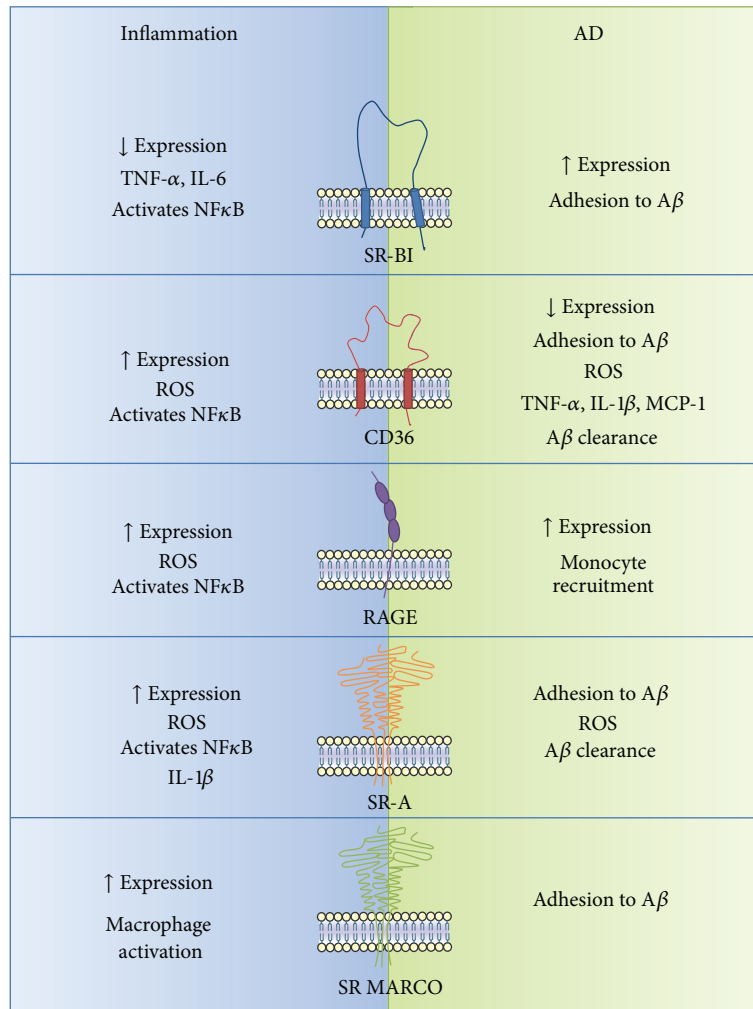 Inflammation
AD
↓ Expression
TNF-α, IL-6
Activates NFκB
↑ Expression
Adhesion to Aβ
SR-BI
↑ Expression
ROS
Activates NFκB
↓ Expression
Adhesion to Aβ
ROS
TNF-α, IL-1β, MCP-1
Aβ clearance
CD36
↑ Expression
ROS
Activates NFκB
↑ Expression
Monocyte
recruitment
RAGE
↑ Expression
ROS
Activates NFκB
IL-1β
Adhesion to Aβ
ROS
Aβ clearance
SR-A
↑ Expression
Macrophage
activation
Adhesion to Aβ
SR MARCO